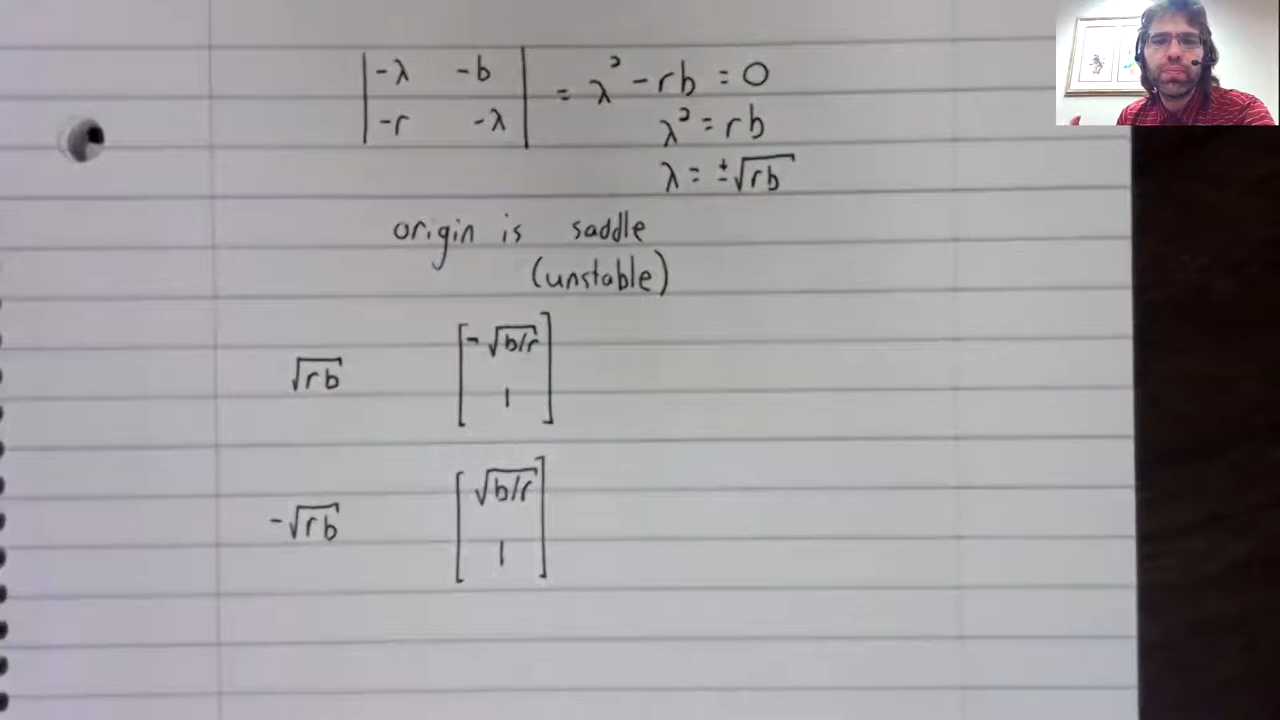 | -λ -b | = λ² - rb = 0
| -r -λ | λ² = rb
λ = ±√rb
origin is saddle
(unstable)
√rb [ -√b/r
1 ]
-√rb [ √b/r
1 ]